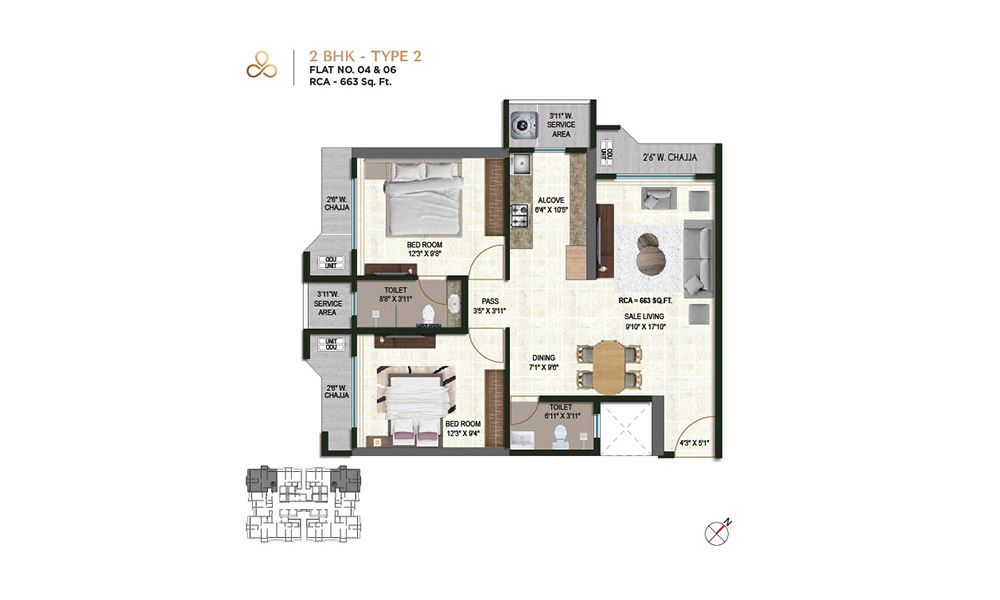 2 BHK - TYPE 2
FLAT NO. 04 & 06
RCA - 663 Sq. Ft.
3'11" W.
SERVICE
AREA
ODU
UNIT
2'6" W. CHAJJA
2'6" W.
CHAJJA
ALCOVE
6'4" X 10'5"
BED ROOM
12'3" X 9'8"
ODU
UNIT
3'11"W.
SERVICE
AREA
TOILET
8'8" X 3'11"
PASS
3'5" X 3'11"
RCA = 663 SQ.FT.
SALE LIVING
9'10" X 17'10"
UNIT
ODU
2'6" W.
CHAJJA
DINING
7'1" X 9'6"
BED ROOM
12'3" X 9'4"
TOILET
6'11" X 3'11"
4'3" X 5'1"
N